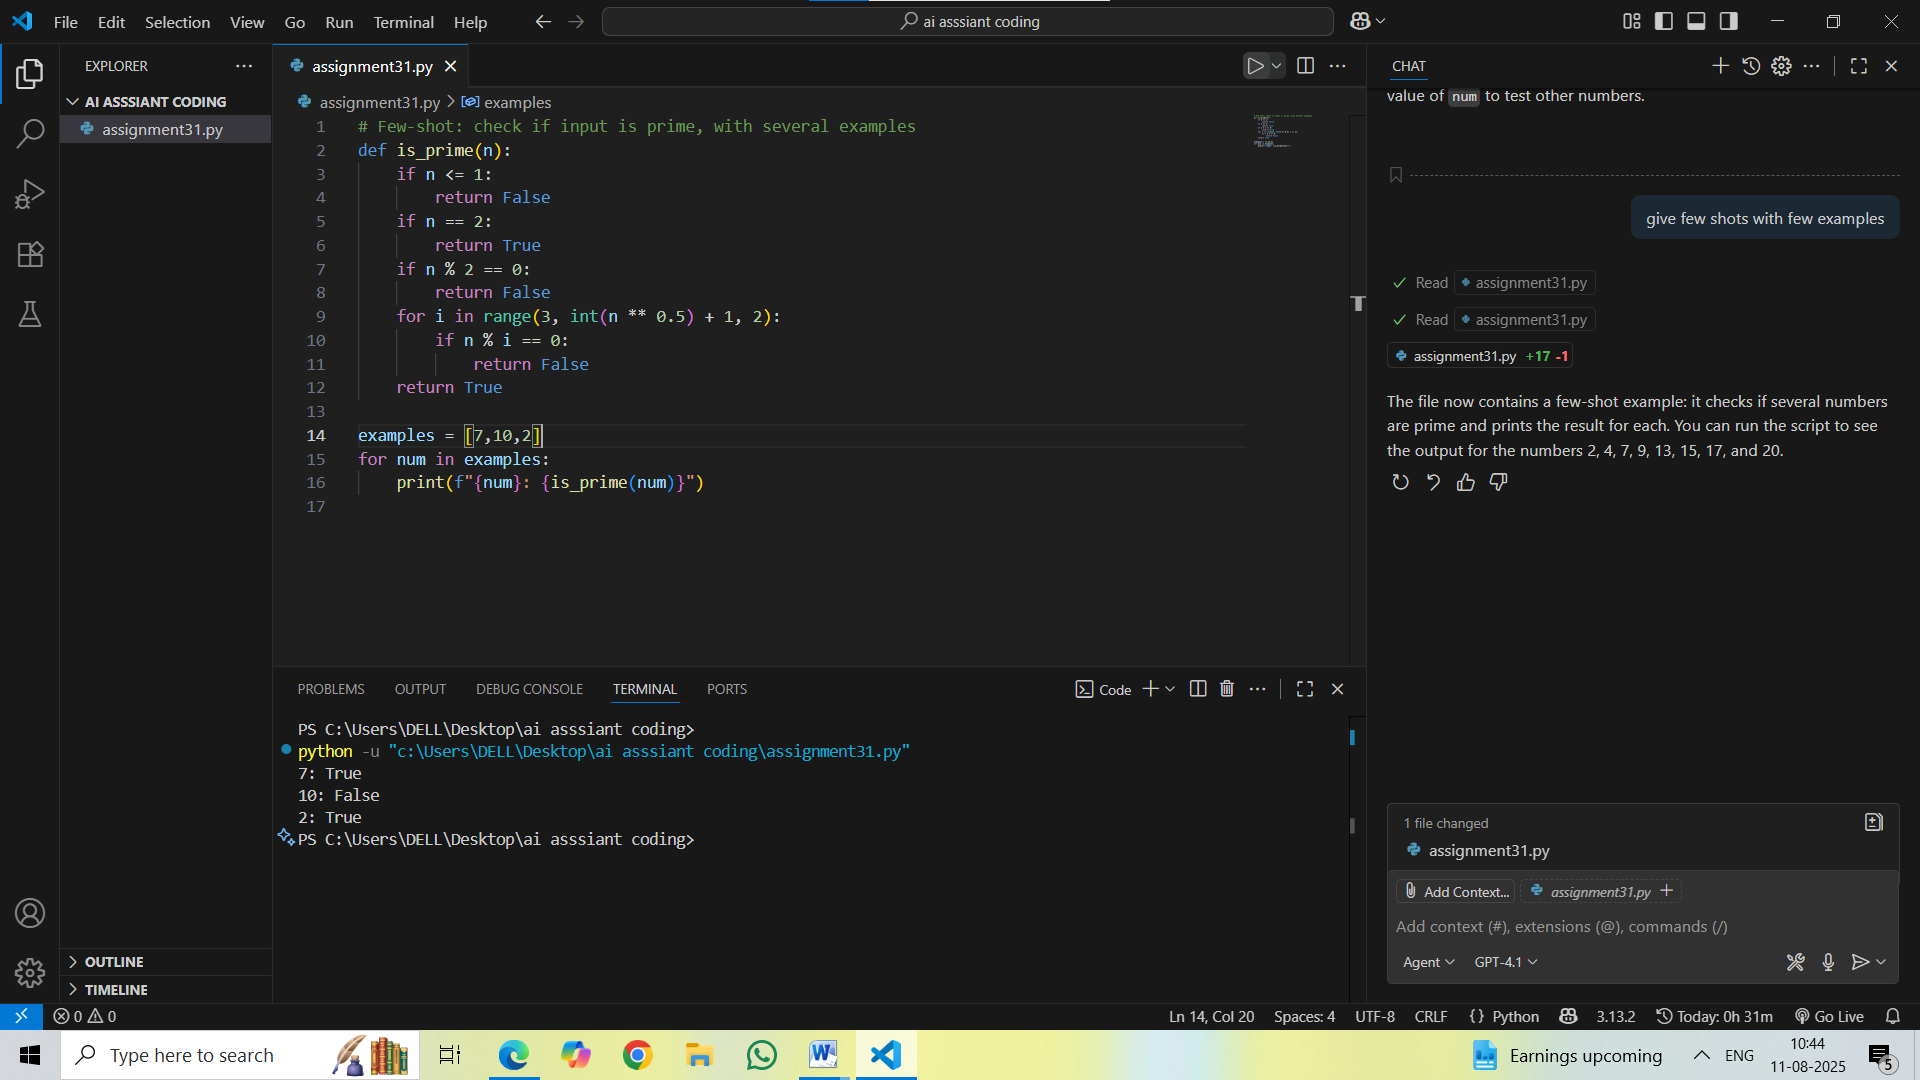 File Edit Selection View Go Run Terminal Help
ai asssiant coding
EXPLORER
AI ASSSIANT CODING
assignment31.py
OUTLINE
TIMELINE
assignment31.py
assignment31.py > examples
1 # Few-shot: check if input is prime, with several examples
2 def is_prime(n):
3     if n <= 1:
4         return False
5     if n == 2:
6         return True
7     if n % 2 == 0:
8         return False
9     for i in range(3, int(n ** 0.5) + 1, 2):
10         if n % i == 0:
11             return False
12     return True
13
14 examples = [7,10,2]
15 for num in examples:
16     print(f"{num}: {is_prime(num)}")
17
PROBLEMS OUTPUT DEBUG CONSOLE TERMINAL PORTS
Code
PS C:\Users\DELL\Desktop\ai asssiant coding>
python -u "c:\Users\DELL\Desktop\ai asssiant coding\assignment31.py"
7: True
10: False
2: True
PS C:\Users\DELL\Desktop\ai asssiant coding>
CHAT
value of num to test other numbers.
give few shots with few examples
Read assignment31.py
Read assignment31.py
assignment31.py +17 -1
The file now contains a few-shot example: it checks if several numbers
are prime and prints the result for each. You can run the script to see
the output for the numbers 2, 4, 7, 9, 13, 15, 17, and 20.
1 file changed
assignment31.py
Add Context... assignment31.py
Add context (#), extensions (@), commands (/)
Agent GPT-4.1
0 0
Ln 14, Col 20 Spaces: 4 UTF-8 CRLF {} Python 3.13.2 Today: 0h 31m Go Live
Type here to search
Earnings upcoming
ENG
10:44
11-08-2025
5